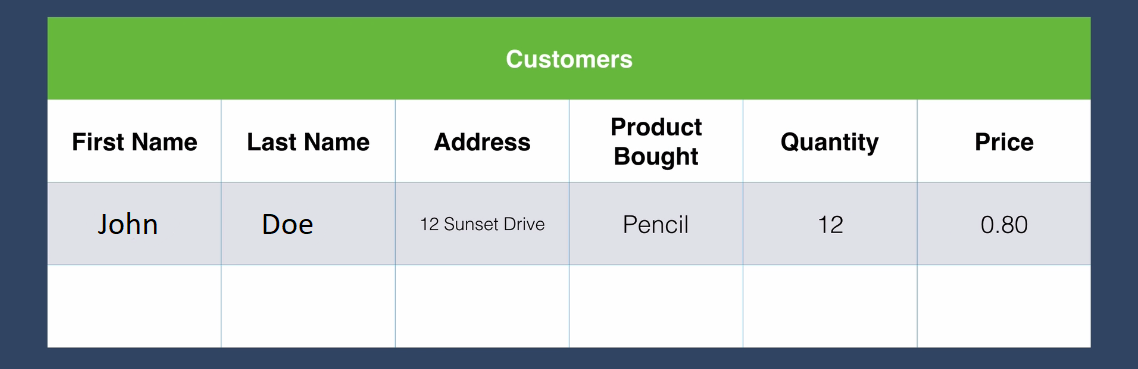 Customers
First Name Last Name Address Product Bought Quantity Price
John Doe 12 Sunset Drive Pencil 12 0.80